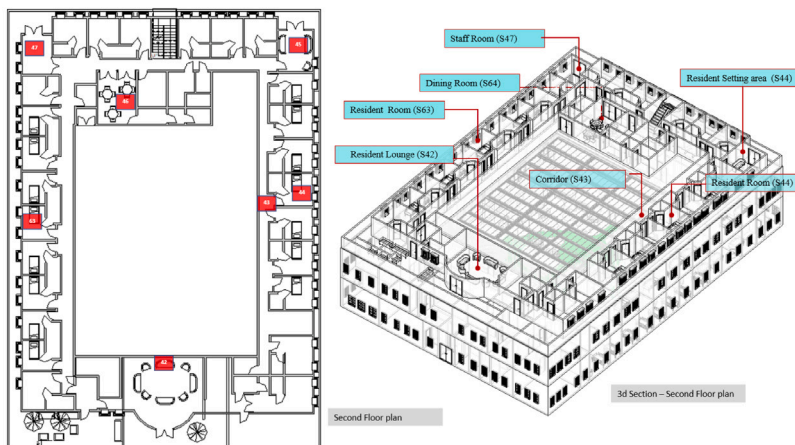 47
45
46
44
43
63
42
Second Floor plan
Staff Room (S47)
Dining Room (S64)
Resident Setting area (S44)
Resident Room (S63)
Resident Lounge (S42)
Corridor (S43)
Resident Room (S44)
3d Section – Second Floor plan